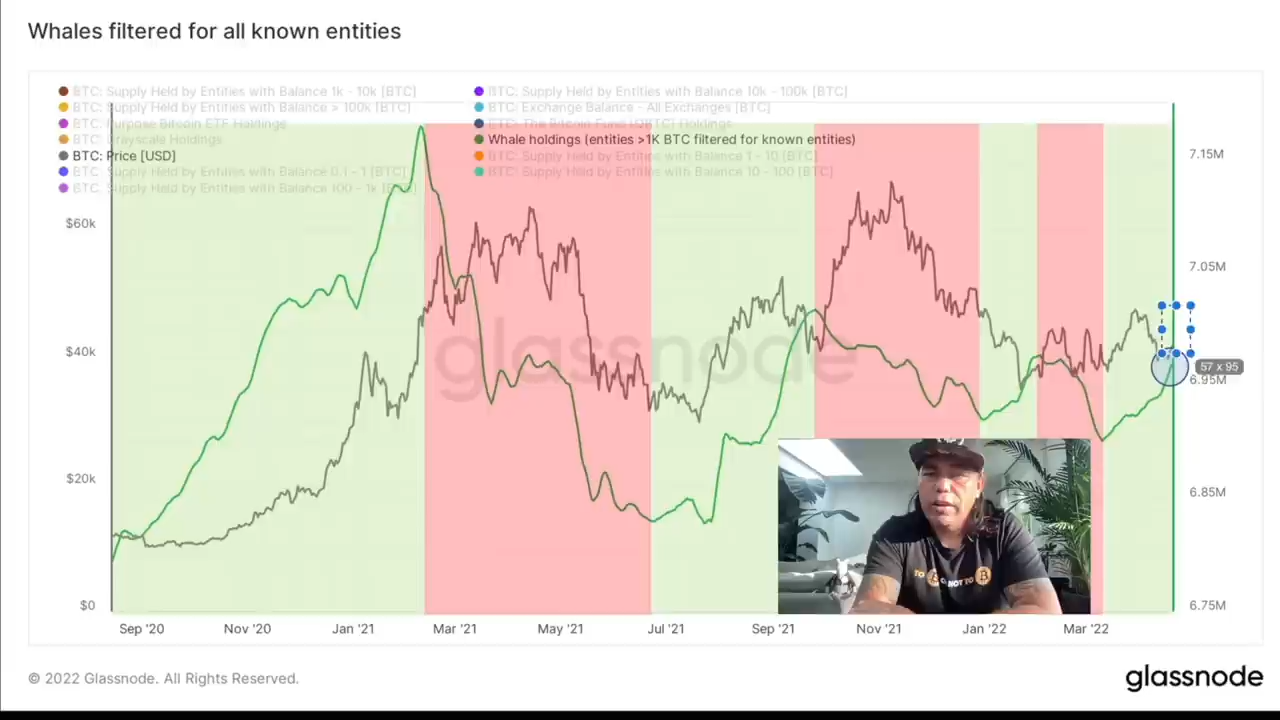 Whales filtered for all known entities
BTC: Supply Held by Entities with Balance 1k - 10k [BTC]
BTC: Supply Held by Entities with Balance 10k - 100k [BTC]
BTC: Supply Held by Entities with Balance > 100k [BTC]
BTC: Exchange Balance - All Exchanges [BTC]
BTC: Purpose Bitcoin ETF Holdings
BTC: The Bitcoin Fund (QBTC) Holdings
BTC: Grayscale Holdings
Whale holdings (entities >1K BTC filtered for known entities)
BTC: Price [USD]
BTC: Supply Held by Entities with Balance 1 - 10 [BTC]
BTC: Supply Held by Entities with Balance 0.1 - 1 [BTC]
BTC: Supply Held by Entities with Balance 10 - 100 [BTC]
BTC: Supply Held by Entities with Balance 100 - 1k [BTC]
7.15M
$60k
7.05M
$40k
glassnode
57 x 95
6.95M
$20k
6.85M
TO B OR NOT TO B
$0
6.75M
Sep '20
Nov '20
Jan '21
Mar '21
May '21
Jul '21
Sep '21
Nov '21
Jan '22
Mar '22
© 2022 Glassnode. All Rights Reserved.
glassnode